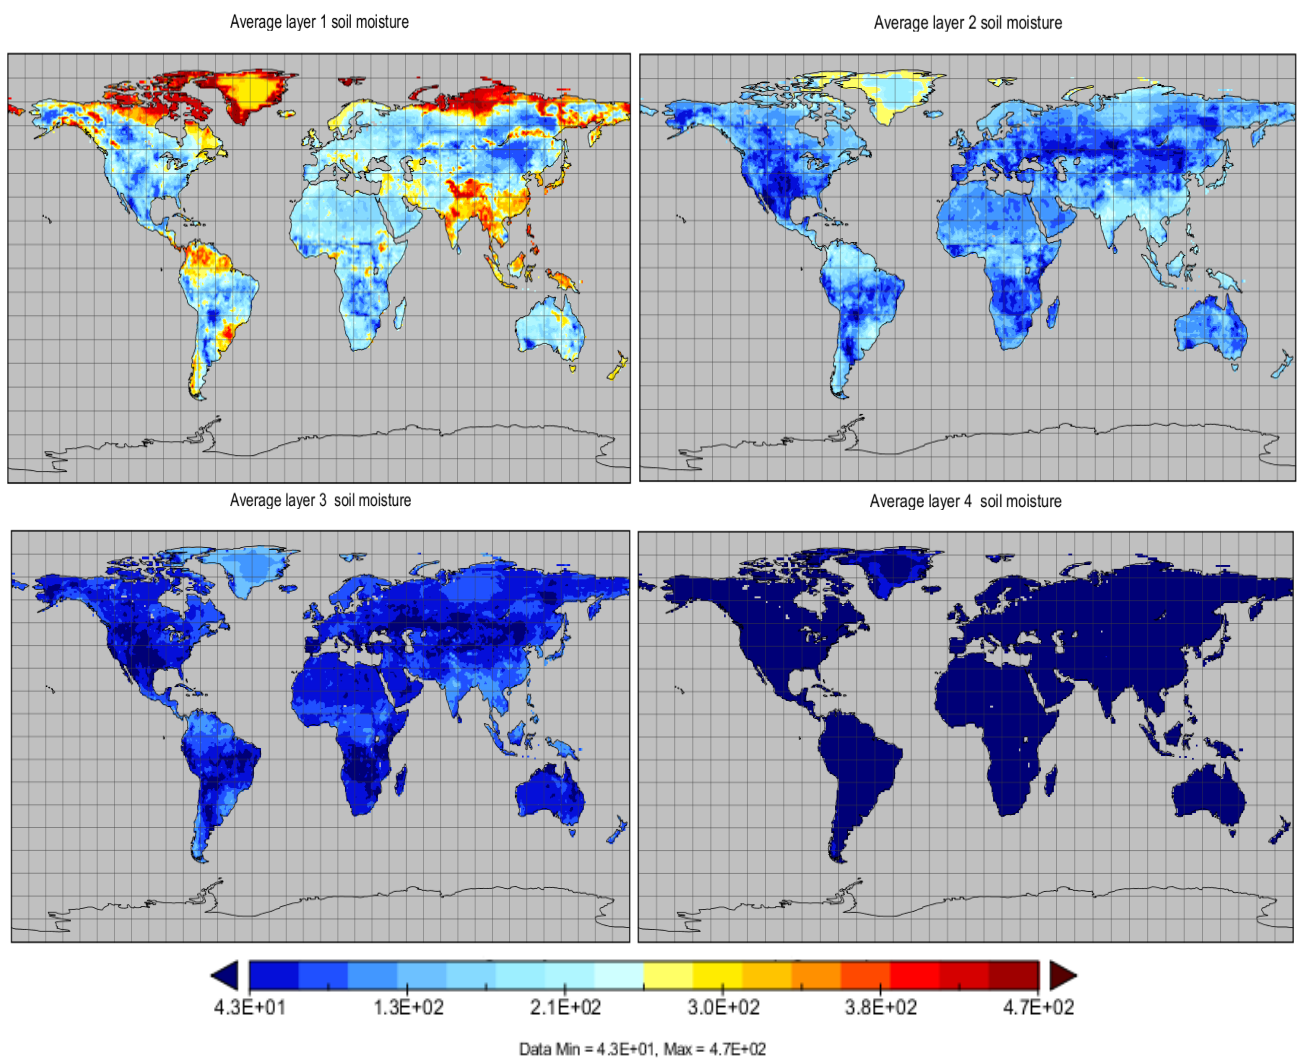 Average layer 1 soil moisture
Average layer 2 soil moisture
Average layer 3 soil moisture
Average layer 4 soil moisture
4.3E+01 1.3E+02 2.1E+02 3.0E+02 3.8E+02 4.7E+02
Data Min = 4.3E+01, Max = 4.7E+02